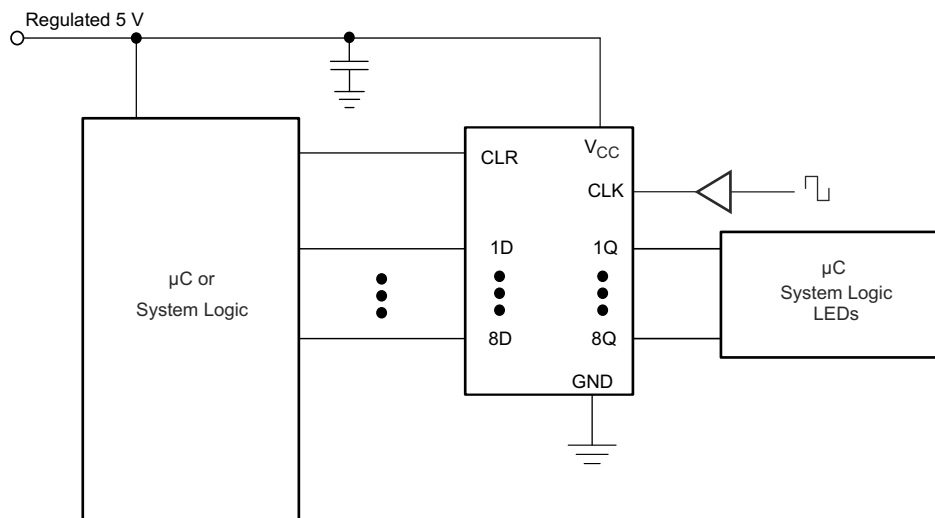 Regulated 5 V
CLR
VCC
CLK
1D
1Q
8D
8Q
GND
µC or
System Logic
µC
System Logic
LEDs